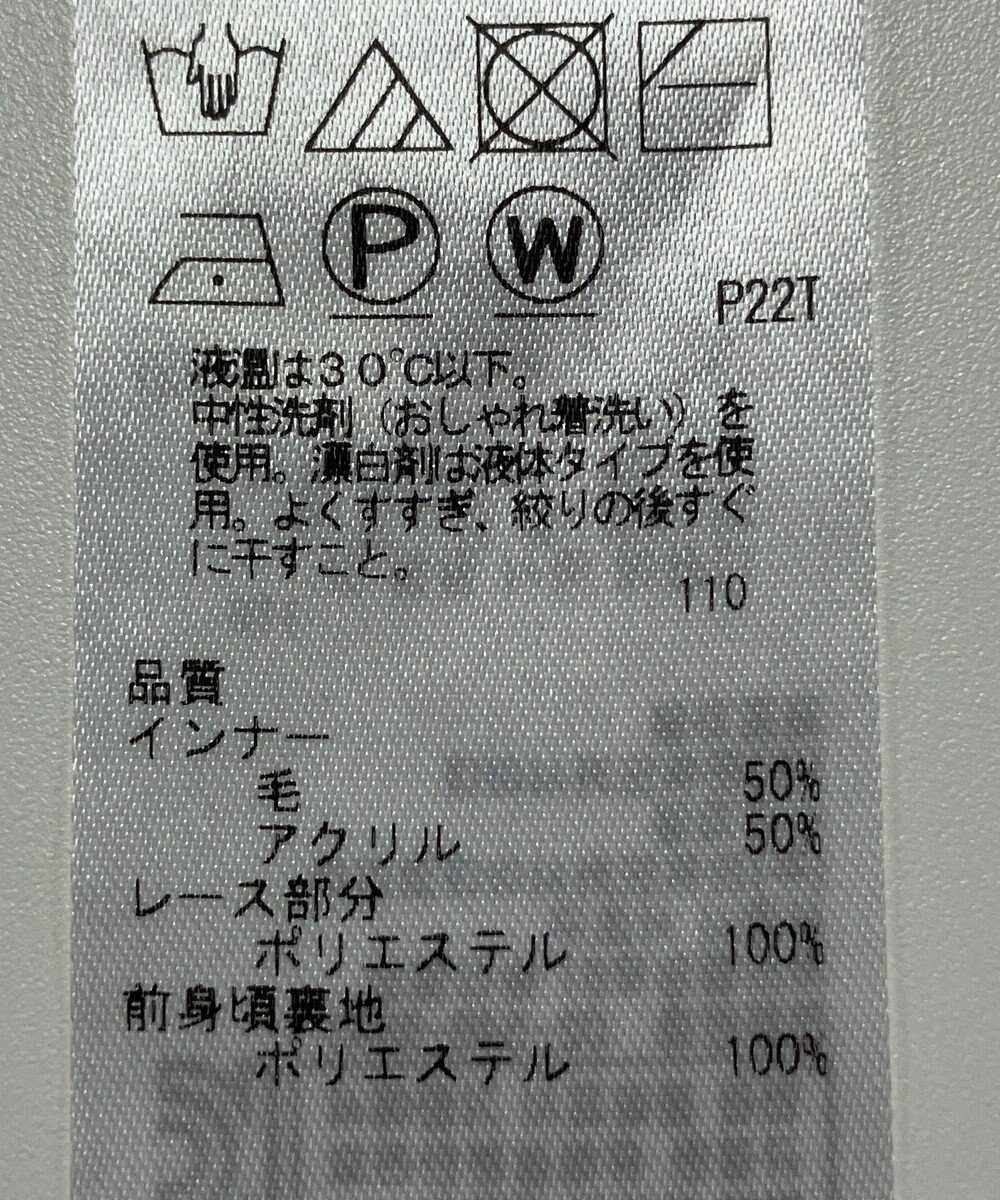 P W
P22T
液温は30℃以下。
中性洗剤(おしゃれ着洗い)を
使用。漂白剤は液体タイプを使
用。よくすすぎ、絞りの後すぐ
に干すこと。
110
品質
インナー
毛 50%
アクリル 50%
レース部分
ポリエステル 100%
前身頃裏地
ポリエステル 100%